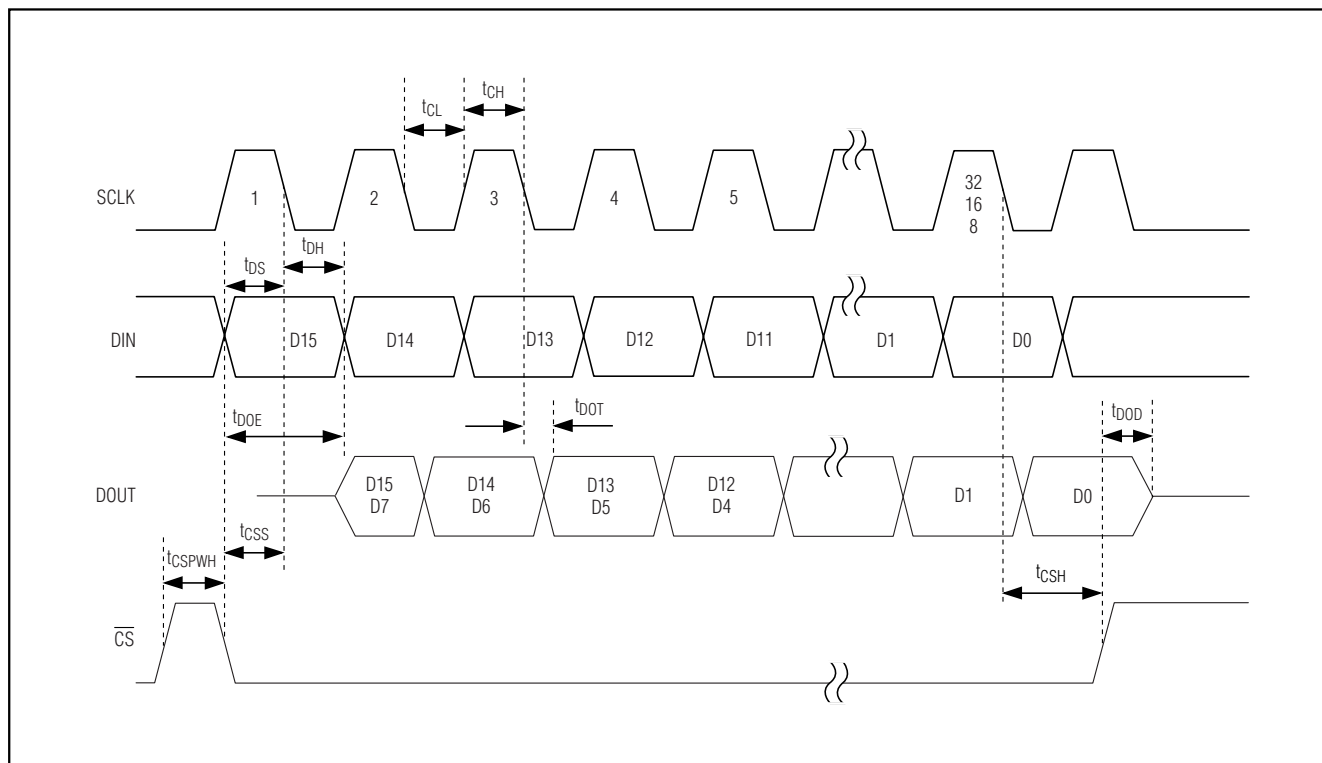 tCL
tCH
SCLK
1
2
3
4
5
32
16
8
tDH
tDS
DIN
D15
D14
D13
D12
D11
D1
D0
tDOE
tDOT
tDOD
DOUT
D15
D7
D14
D6
D13
D5
D12
D4
D1
D0
tCSS
tCSPWH
tCSH
CS